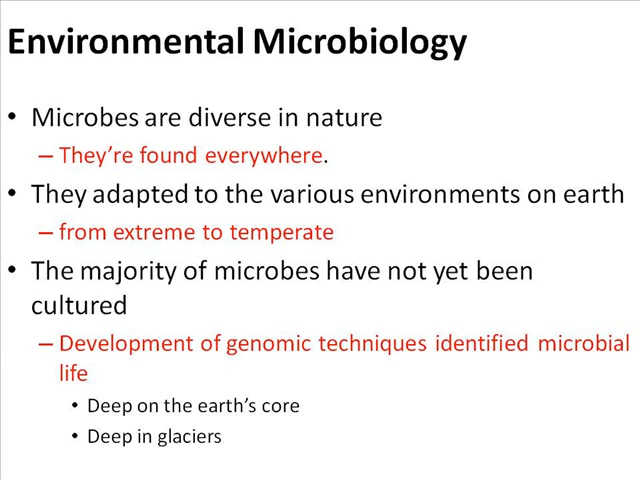 Environmental Microbiology
• Microbes are diverse in nature
– They’re found everywhere.
• They adapted to the various environments on earth
– from extreme to temperate
• The majority of microbes have not yet been
cultured
– Development of genomic techniques identified microbial
life
• Deep on the earth’s core
• Deep in glaciers